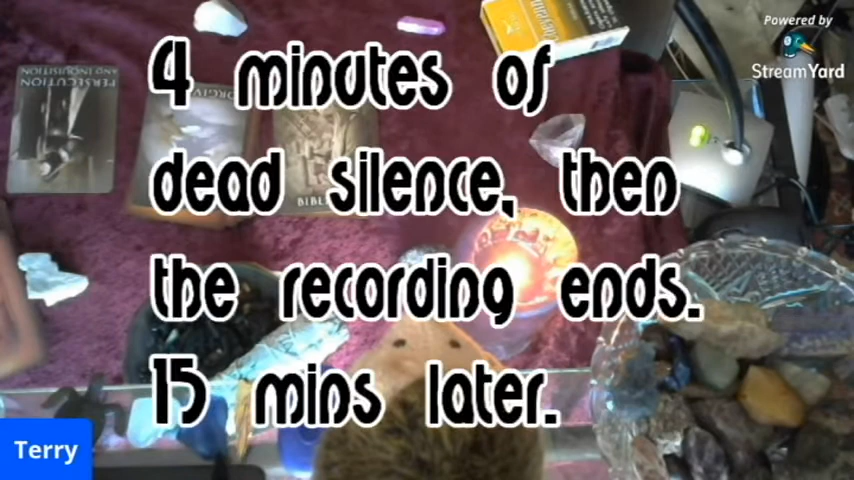 Powered by
StreamYard
4 minutes of
dead silence, then
the recording ends.
15 mins later.
PERSECUTION
AND INQUISITION
Terry